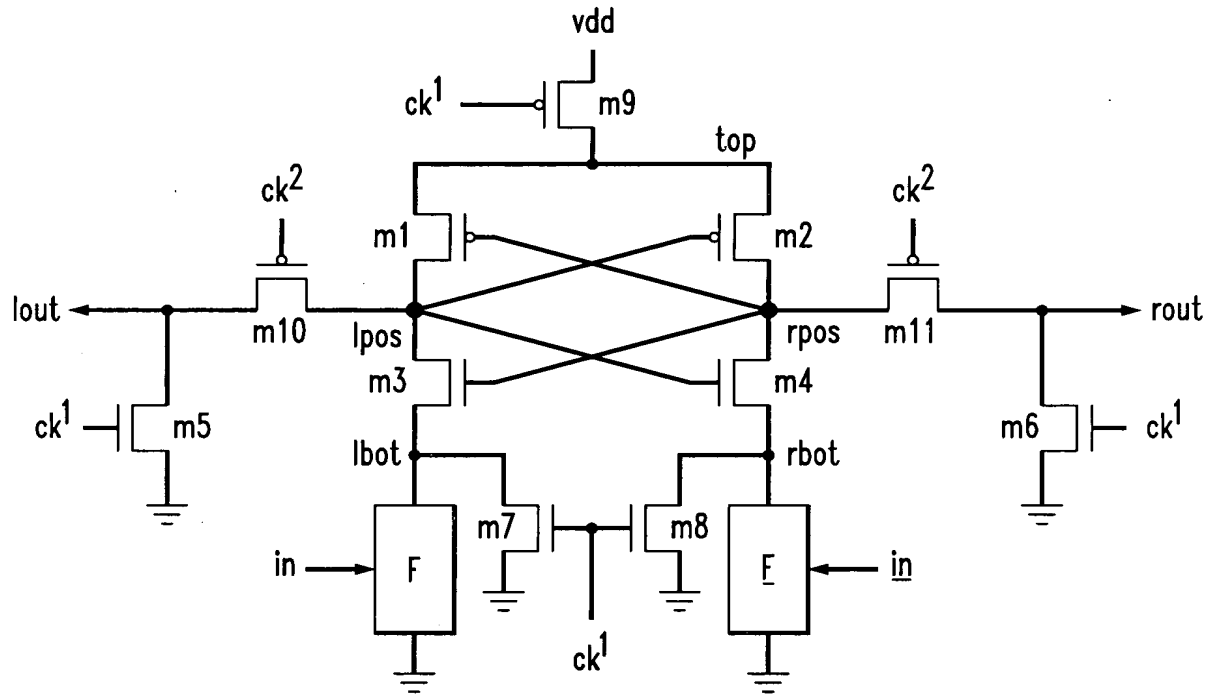 vdd
ck¹
m9
top
ck²
ck²
m1
m2
lout
rout
m10
lpos
rpos
m11
m3
m4
ck¹
m5
m6
ck¹
lbot
rbot
m7
m8
in
F
F̲
i̲n̲
ck¹